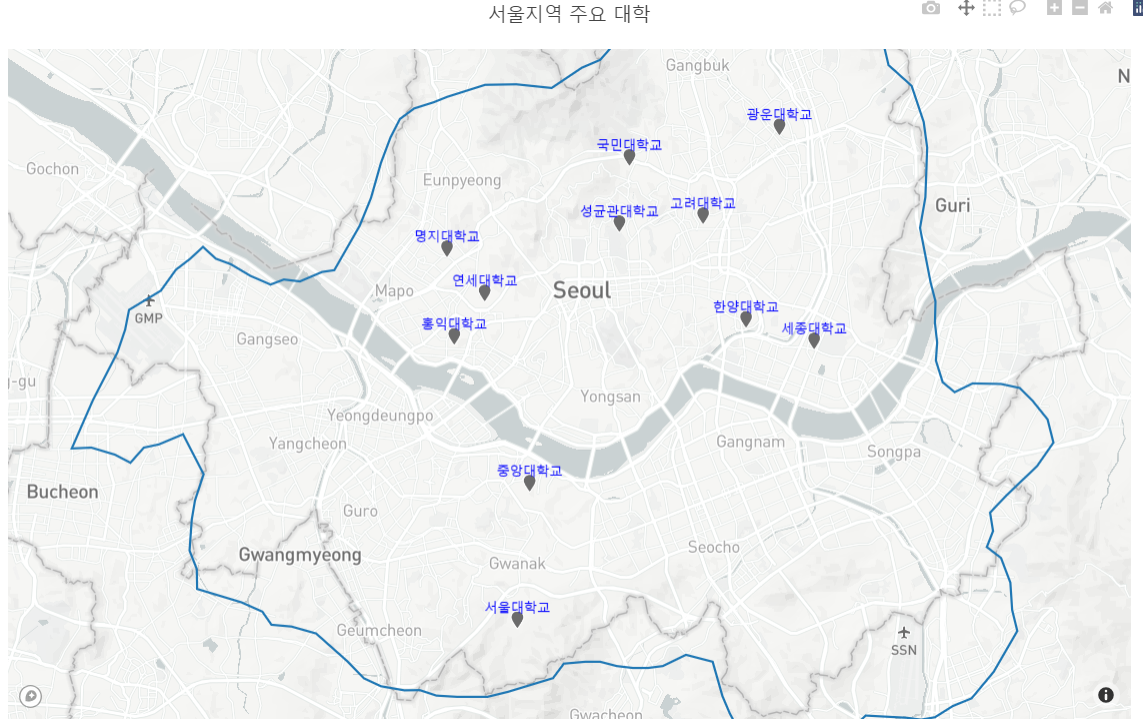 서울지역 주요 대학
Gangbuk
N
광운대학교
국민대학교
Gochon
Eunpyeong
성균관대학교
고려대학교
Guri
명지대학교
연세대학교
Mapo
Seoul
GMP
홍익대학교
한양대학교
세종대학교
Gangseo
g-gu
Yongsan
Yeongdeungpo
Yangcheon
Gangnam
Songpa
중앙대학교
Bucheon
Guro
Gwangmyeong
Seocho
Gwanak
서울대학교
Geumcheon
SSN
Gwacheon